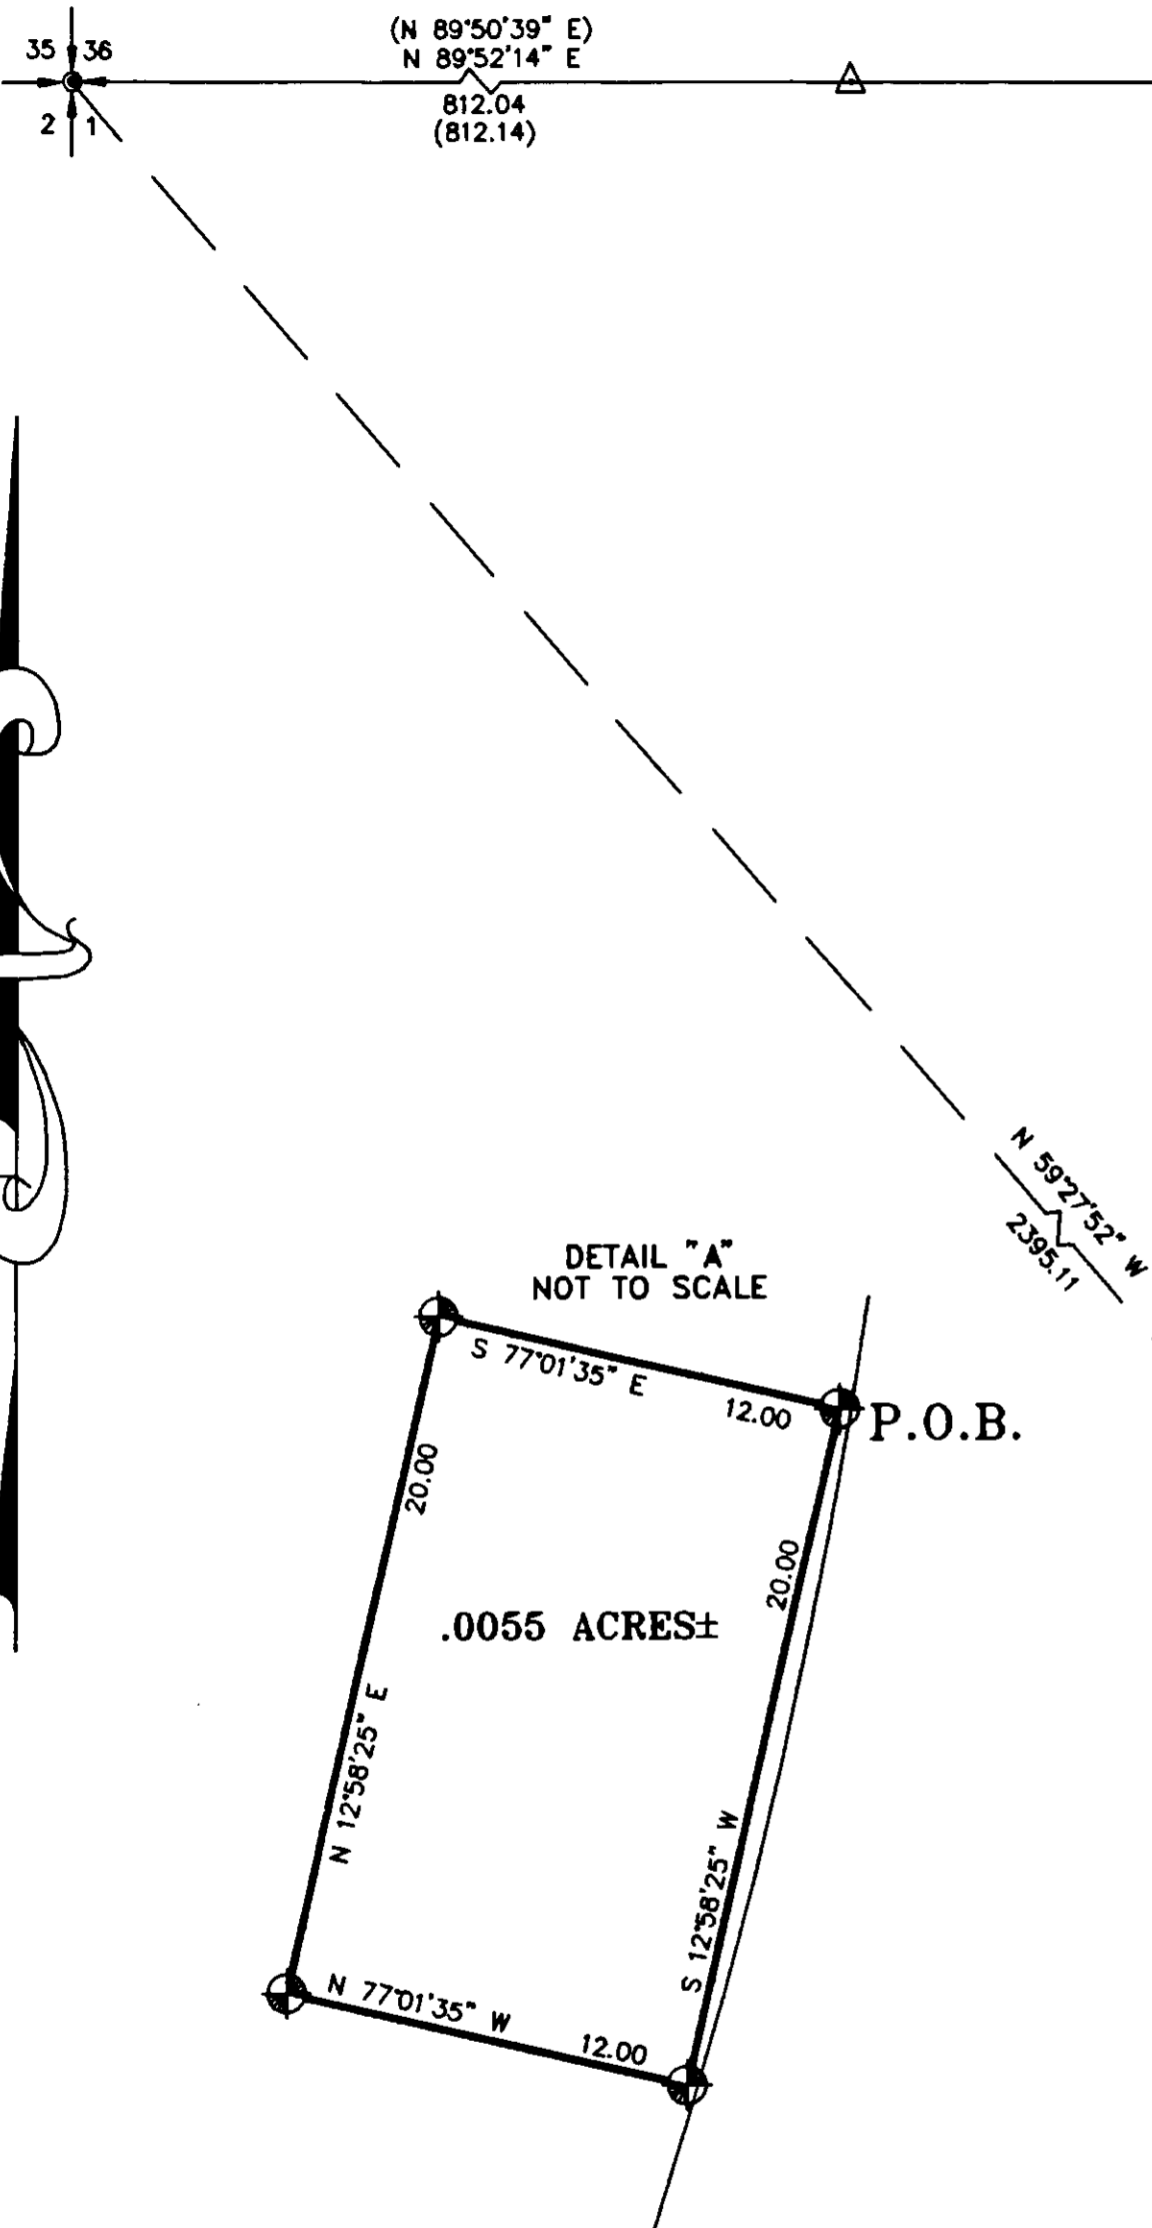 (N 89°50'39" E)
N 89°52'14" E
35 36
2 1
812.04
(812.14)
N 59°27'52" W
2395.11
DETAIL "A"
NOT TO SCALE
S 77°01'35" E
12.00
P.O.B.
20.00
20.00
.0055 ACRES±
N 12°58'25" E
S 12°58'25" W
N 77°01'35" W
12.00